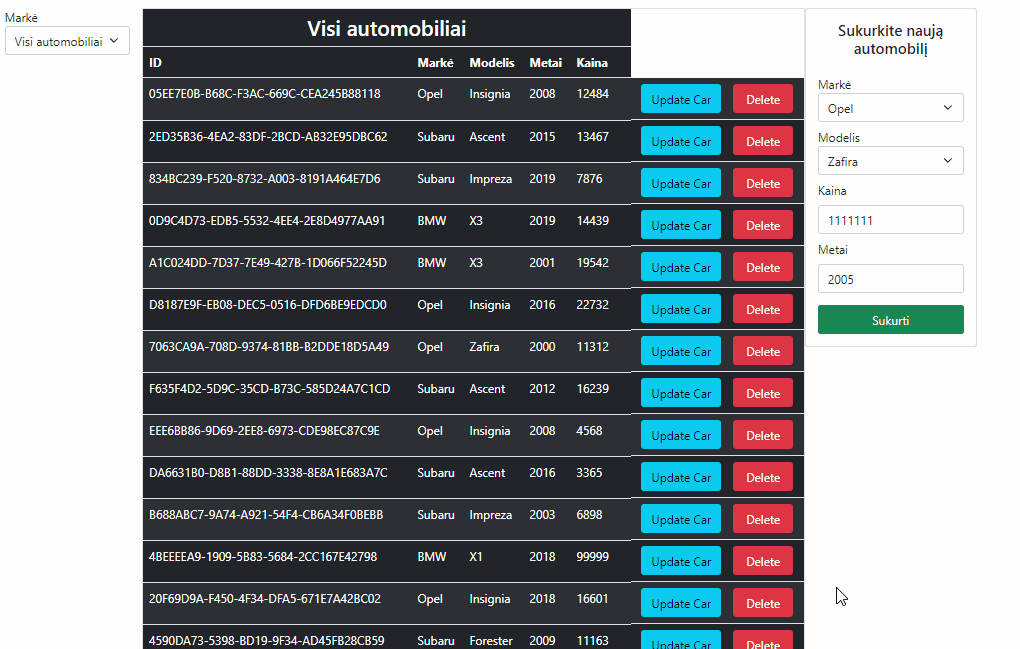 Markė
Visi automobiliai
Visi automobiliai
ID Markė Modelis Metai Kaina
05EE7E0B-B68C-F3AC-669C-CEA245B88118 Opel Insignia 2008 12484 Update Car Delete
2ED35B36-4EA2-83DF-2BCD-AB32E95DBC62 Subaru Ascent 2015 13467 Update Car Delete
834BC239-F520-8732-A003-8191A464E7D6 Subaru Impreza 2019 7876 Update Car Delete
0D9C4D73-EDB5-5532-4EE4-2E8D4977AA91 BMW X3 2019 14439 Update Car Delete
A1C024DD-7D37-7E49-427B-1D066F52245D BMW X3 2001 19542 Update Car Delete
D8187E9F-EB08-DEC5-0516-DFD6BE9EDCD0 Opel Insignia 2016 22732 Update Car Delete
7063CA9A-708D-9374-81BB-B2DDE18D5A49 Opel Zafira 2000 11312 Update Car Delete
F635F4D2-5D9C-35CD-B73C-585D24A7C1CD Subaru Ascent 2012 16239 Update Car Delete
EEE6BB86-9D69-2EE8-6973-CDE98EC87C9E Opel Insignia 2008 4568 Update Car Delete
DA6631B0-D8B1-88DD-3338-8E8A1E683A7C Subaru Ascent 2016 3365 Update Car Delete
B688ABC7-9A74-A921-54F4-CB6A34F0BEBB Subaru Impreza 2003 6898 Update Car Delete
4BEEEEA9-1909-5B83-5684-2CC167E42798 BMW X1 2018 99999 Update Car Delete
20F69D9A-F450-4F34-DFA5-671E7A42BC02 Opel Insignia 2018 16601 Update Car Delete
4590DA73-5398-BD19-9F34-AD45FB28CB59 Subaru Forester 2009 11163 Update Car Delete
Sukurkite naują
automobilį
Markė
Opel
Modelis
Zafira
Kaina
1111111
Metai
2005
Sukurti